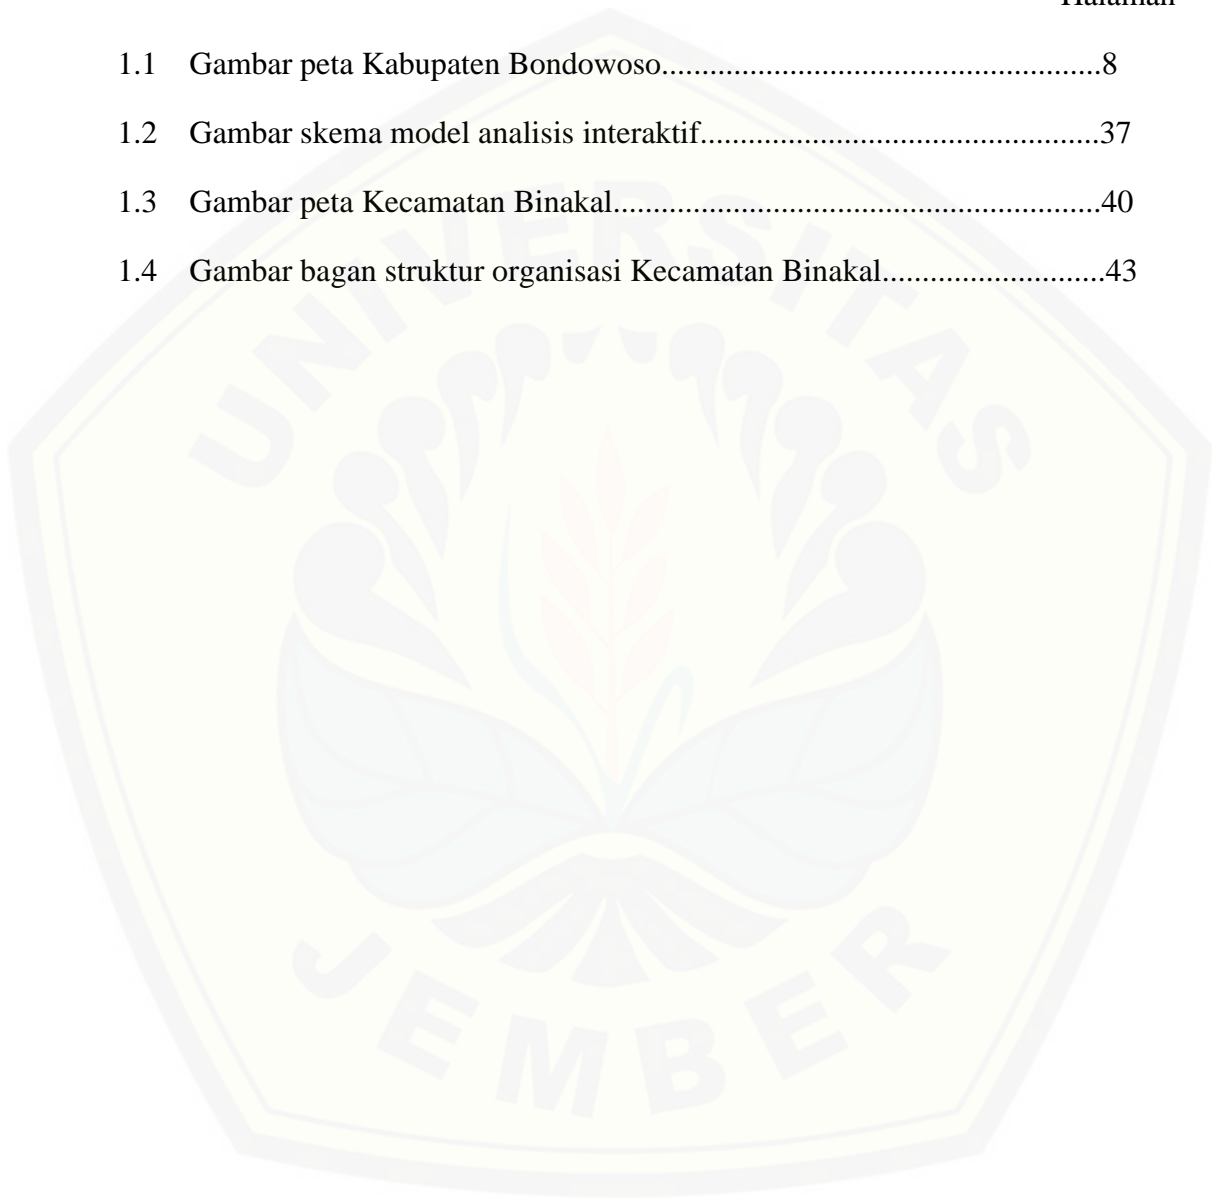 Halaman
1.1 Gambar peta Kabupaten Bondowoso.......................................................8
1.2 Gambar skema model analisis interaktif..................................................37
1.3 Gambar peta Kecamatan Binakal.............................................................40
1.4 Gambar bagan struktur organisasi Kecamatan Binakal............................43
UNIVERSITAS
JEMBER